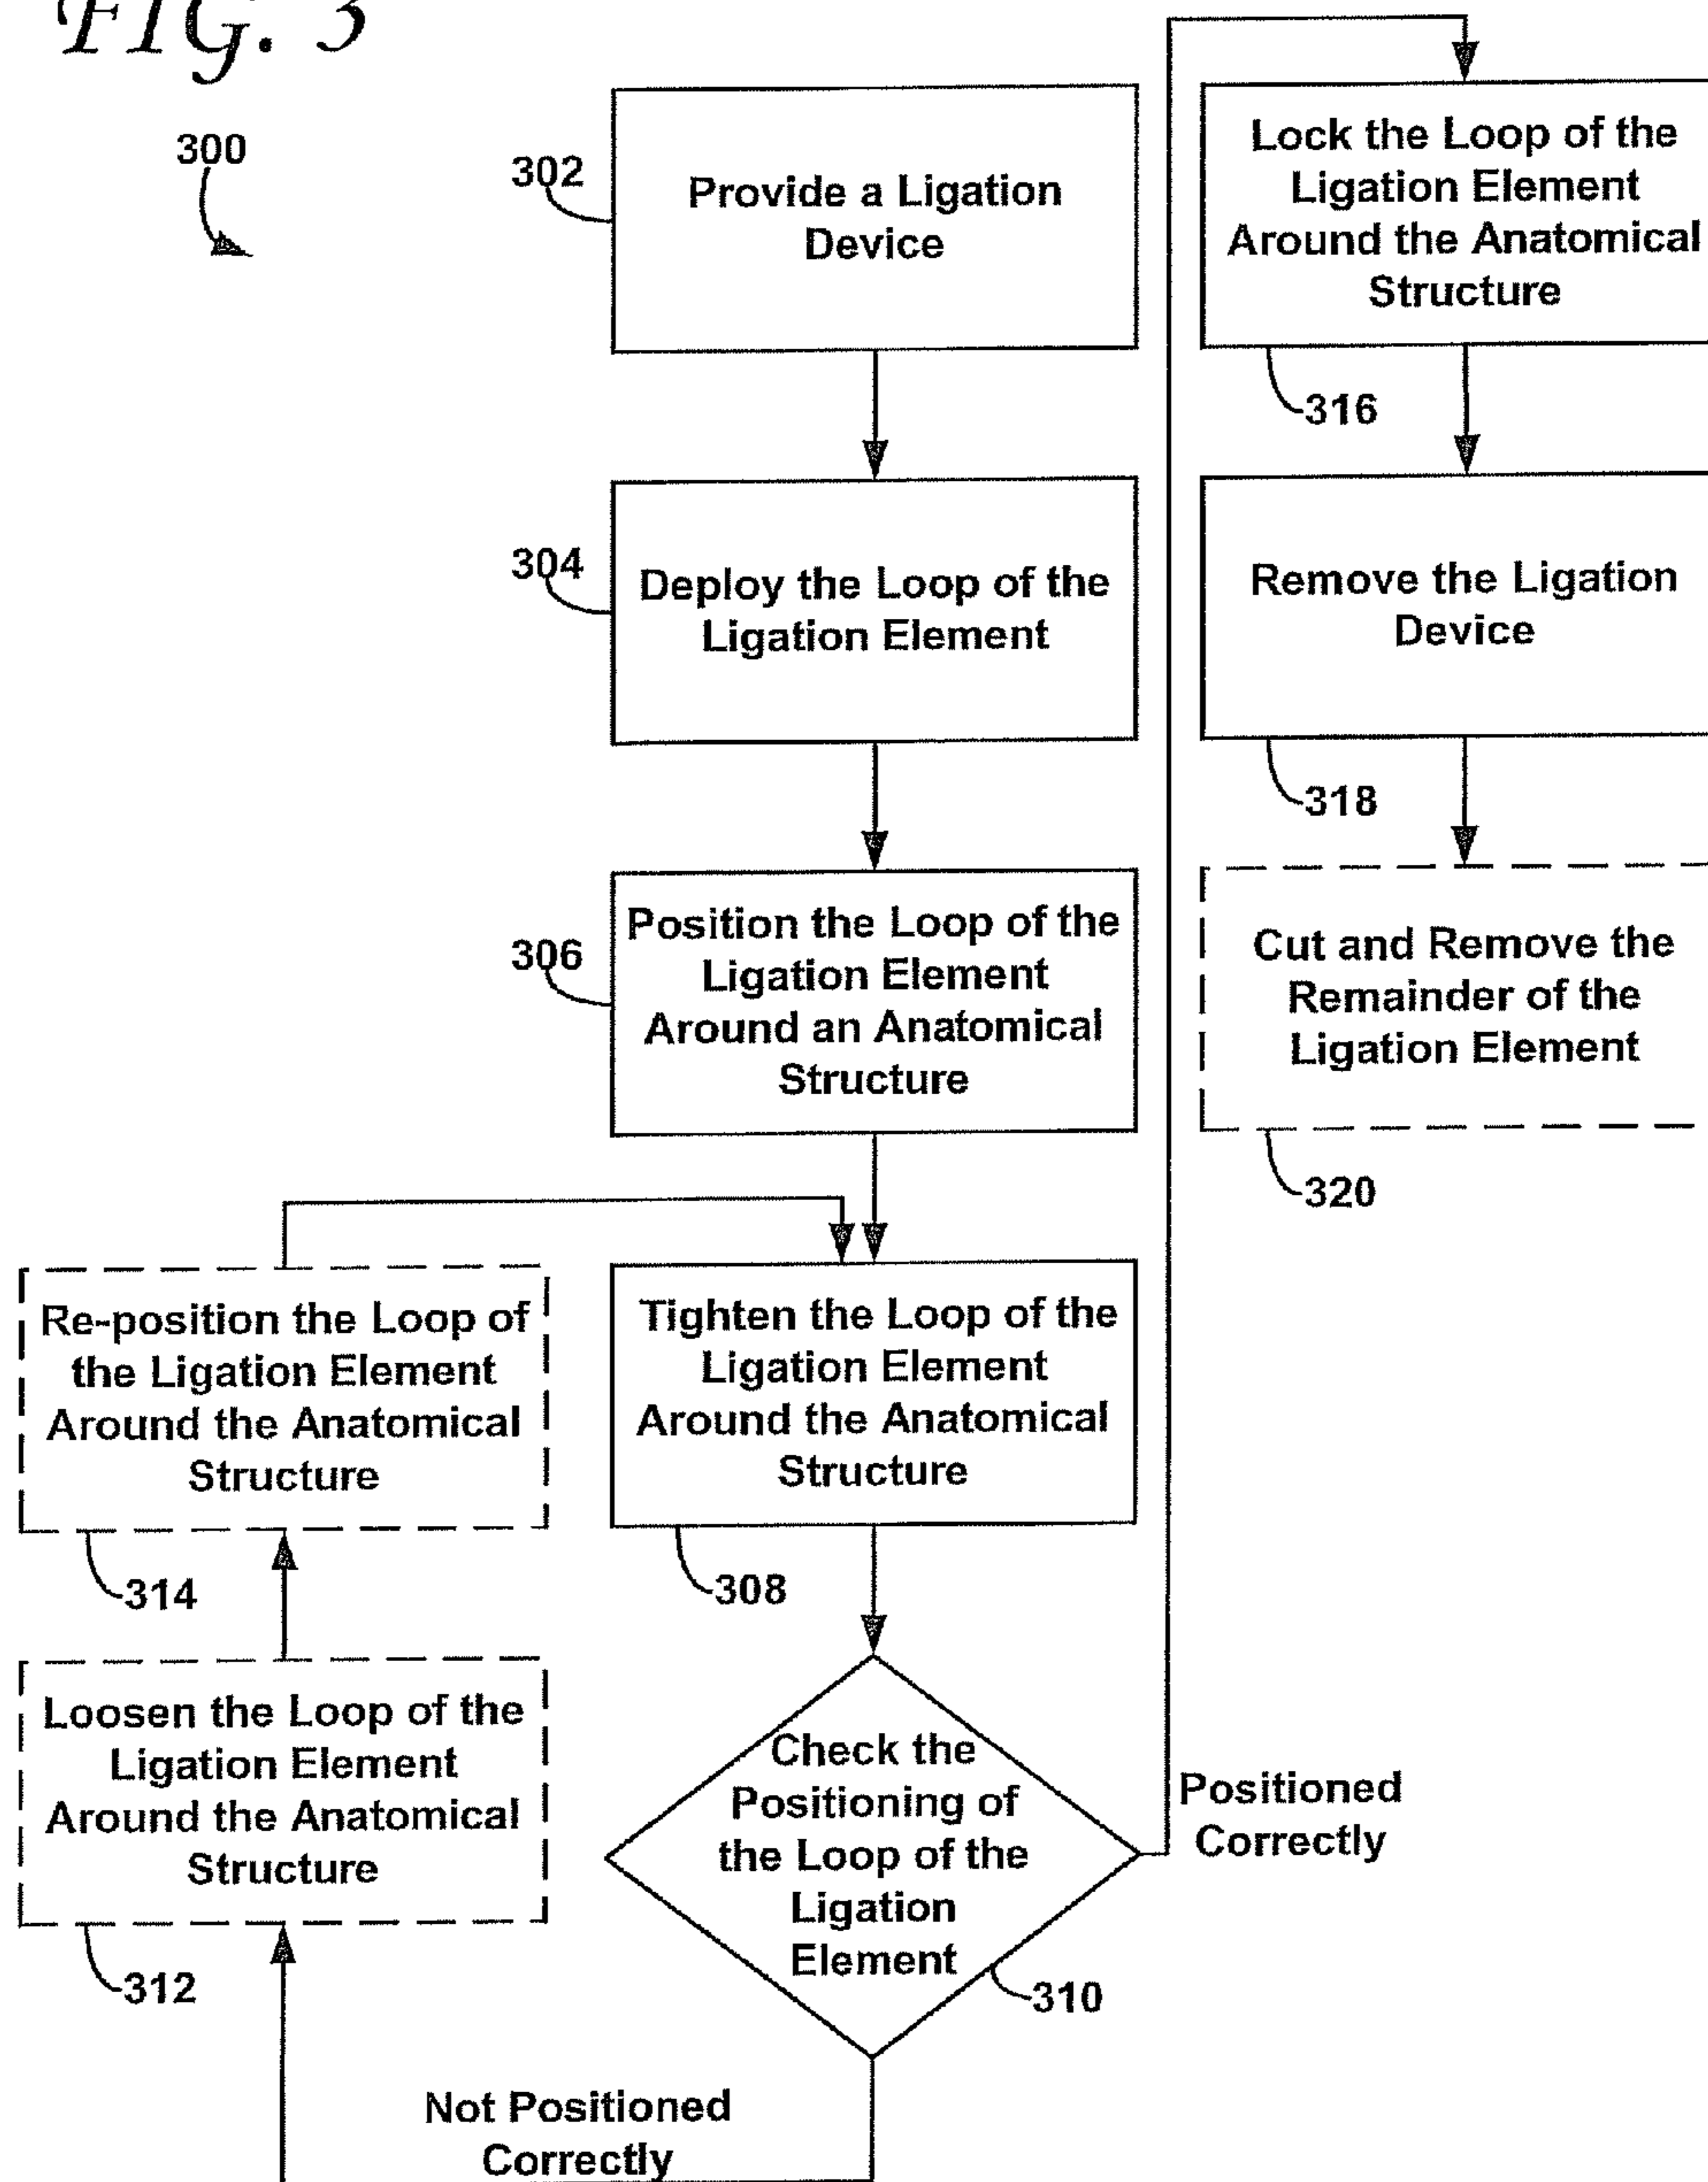 FIG. 3
300
302
Provide a Ligation
Device
304
Deploy the Loop of the
Ligation Element
306
Position the Loop of the
Ligation Element
Around an Anatomical
Structure
Tighten the Loop of the
Ligation Element
Around the Anatomical
Structure
308
Check the
Positioning of
the Loop of the
Ligation
Element
310
Not Positioned
Correctly
Loosen the Loop of the
Ligation Element
Around the Anatomical
Structure
312
Re-position the Loop of
the Ligation Element
Around the Anatomical
Structure
314
Positioned
Correctly
Lock the Loop of the
Ligation Element
Around the Anatomical
Structure
316
Remove the Ligation
Device
318
Cut and Remove the
Remainder of the
Ligation Element
320